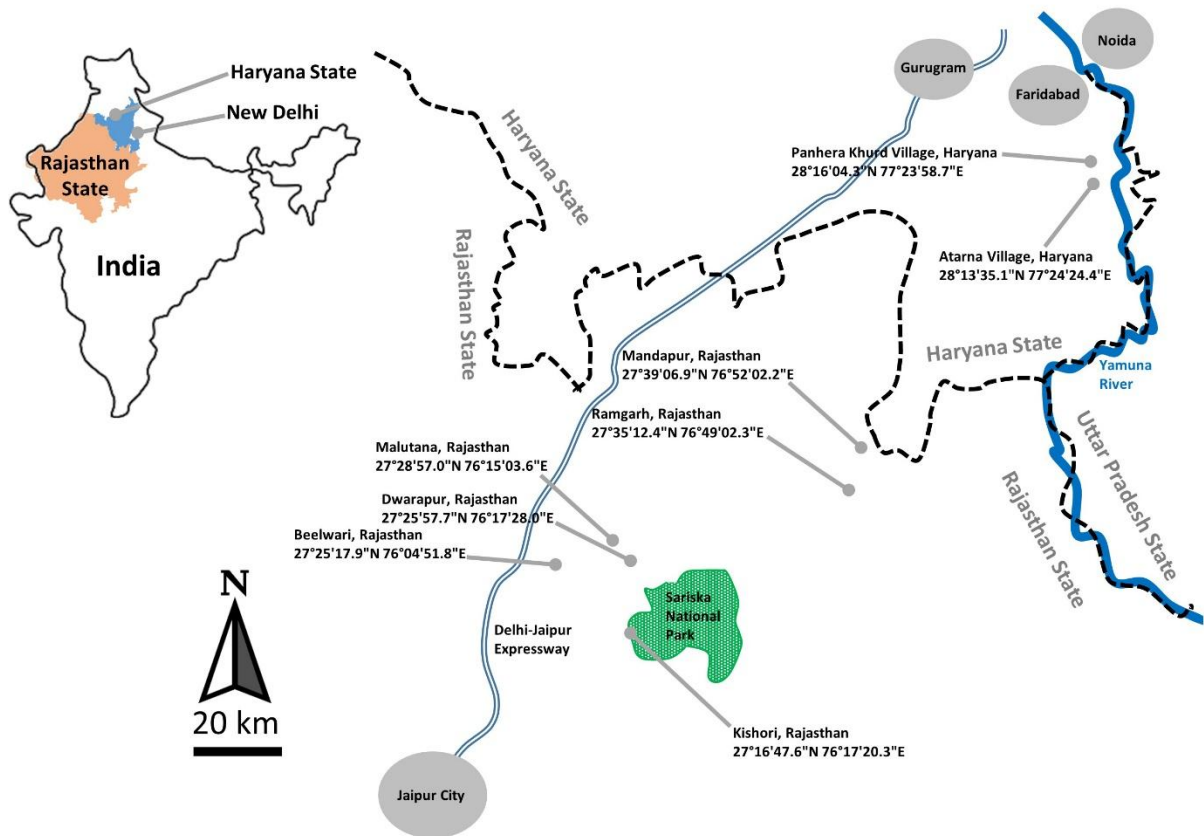 Haryana State
New Delhi
Rajasthan
State
India
Noida
Gurugram
Faridabad
Haryana State
Rajasthan State
Panhera Khurd Village, Haryana
28°16'04.3"N 77°23'58.7"E
Atarna Village, Haryana
28°13'35.1"N 77°24'24.4"E
Haryana State
Yamuna
River
Mandapur, Rajasthan
27°39'06.9"N 76°52'02.2"E
Ramgarh, Rajasthan
27°35'12.4"N 76°49'02.3"E
Malutana, Rajasthan
27°28'57.0"N 76°15'03.6"E
Dwarapur, Rajasthan
27°25'57.7"N 76°17'28.0"E
Beelwari, Rajasthan
27°25'17.9"N 76°04'51.8"E
Uttar Pradesh State
Rajasthan State
N
20 km
Sariska
National
Park
Delhi-Jaipur
Expressway
Kishori, Rajasthan
27°16'47.6"N 76°17'20.3"E
Jaipur City